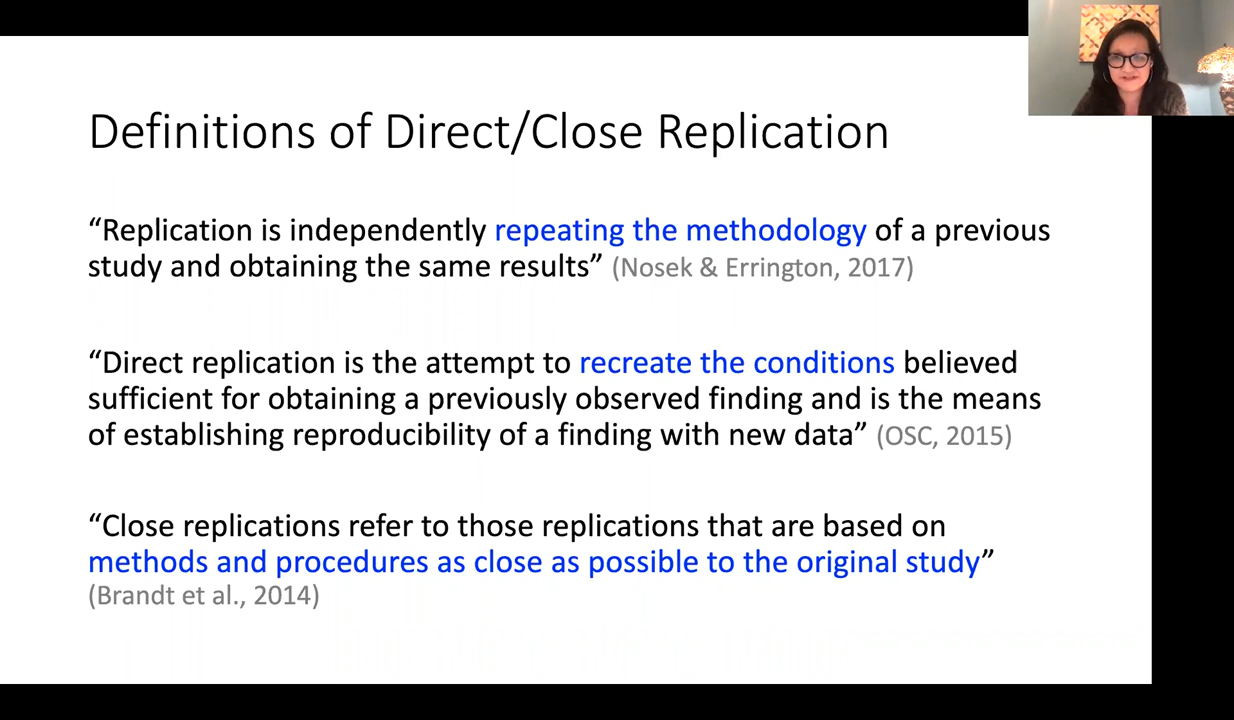 Definitions of Direct/Close Replication
“Replication is independently repeating the methodology of a previous
study and obtaining the same results” (Nosek & Errington, 2017)
“Direct replication is the attempt to recreate the conditions believed
sufficient for obtaining a previously observed finding and is the means
of establishing reproducibility of a finding with new data” (OSC, 2015)
“Close replications refer to those replications that are based on
methods and procedures as close as possible to the original study”
(Brandt et al., 2014)